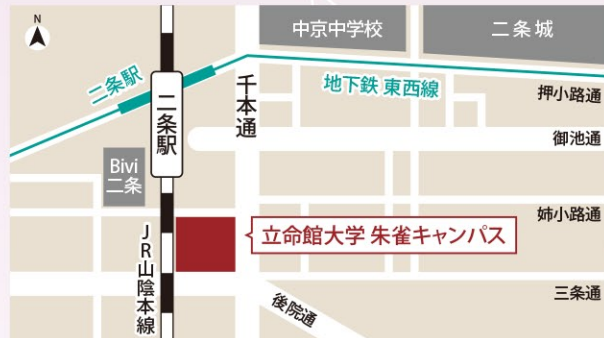 N
中京中学校
二条城
二条駅
地下鉄 東西線
押小路通
千本通
二条駅
御池通
Bivi
二条
姉小路通
立命館大学 朱雀キャンパス
JR山陰本線
三条通
後院通